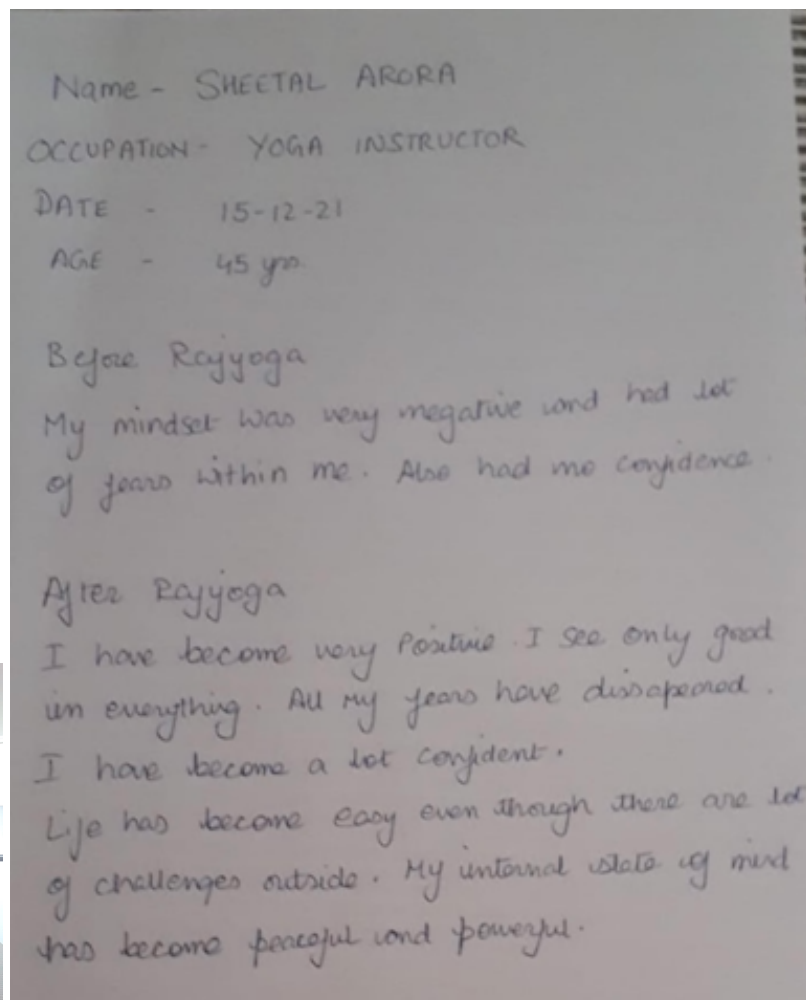 Name - SHEETAL ARORA
OCCUPATION - YOGA INSTRUCTOR
DATE - 15-12-21
AGE - 45 yrs.
Before Rajyoga
My mindset was very negative and had lot
of fears within me. Also had no confidence.
After Rajyoga
I have become very Positive. I see only good
in everything. All my fears have dissapeared.
I have become a lot confident.
Life has become easy even though there are lot
of challenges outside. My internal state of mind
has become peaceful and powerful.